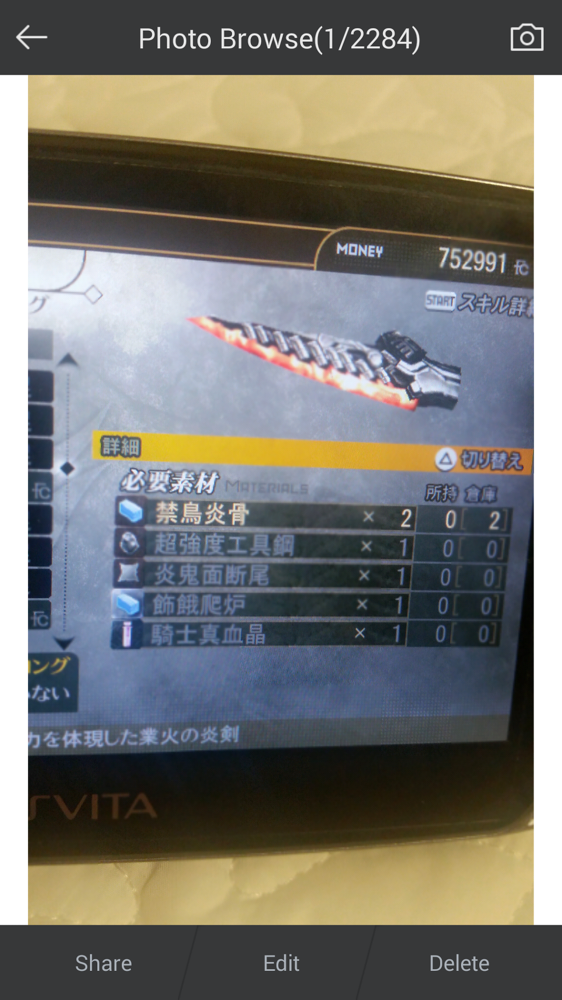 Photo Browse(1/2284)
MONEY 752991 fc
START スキル詳細
グ
詳細 △ 切り替え
必要素材 MATERIALS 所持 倉庫
禁鳥炎骨 × 2 0[ 2]
超強度工具鋼 × 1 0[ 0]
炎鬼面断尾 × 1 0[ 0]
飾餓爬炉 × 1 0[ 0]
騎士真血晶 × 1 0[ 0]
fc
fc
ング
ない
力を体現した業火の炎剣
SVITA
Share Edit Delete